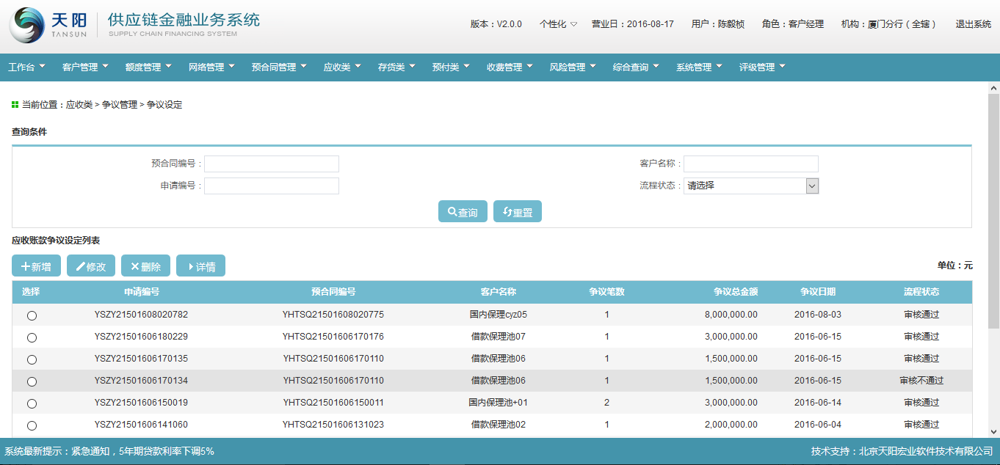 天阳 TANSUN 供应链金融业务系统 SUPPLY CHAIN FINANCING SYSTEM
版本：V2.0.0 个性化 营业日：2016-08-17 用户：陈毅桢 角色：客户经理 机构：厦门分行（全辖） 退出系统
工作台 客户管理 额度管理 网络管理 预合同管理 应收类 存货类 预付类 收费管理 风险管理 综合查询 系统管理 评级管理
当前位置：应收类 > 争议管理 > 争议设定
查询条件
预合同编号： 客户名称：
申请编号： 流程状态： 请选择
查询 重置
应收账款争议设定列表
新增 修改 删除 详情 单位：元
选择 申请编号 预合同编号 客户名称 争议笔数 争议总金额 争议日期 流程状态
YSZY21501608020782 YHTSQ21501608020775 国内保理cyz05 1 8,000,000.00 2016-08-03 审核通过
YSZY21501606180229 YHTSQ21501606170176 借款保理池07 1 3,000,000.00 2016-06-15 审核通过
YSZY21501606170135 YHTSQ21501606170110 借款保理池06 1 1,500,000.00 2016-06-15 审核通过
YSZY21501606170134 YHTSQ21501606170110 借款保理池06 1 1,500,000.00 2016-06-15 审核不通过
YSZY21501606150019 YHTSQ21501606150011 国内保理池+01 2 3,000,000.00 2016-06-14 审核通过
YSZY21501606141060 YHTSQ21501606131023 借款保理池02 1 2,000,000.00 2016-06-04 审核通过
系统最新提示：紧急通知，5年期贷款利率下调5% 技术支持：北京天阳宏业软件技术有限公司